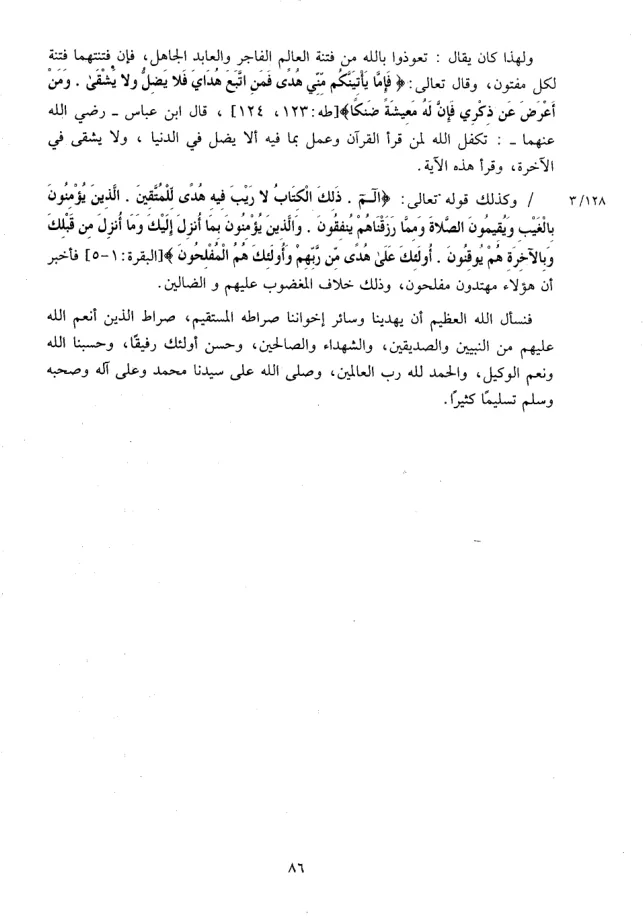 ولهذا كان يقال : تعوذوا بالله من فتنة العالم الفاجر والعابد الجاهل، فإن فتنتهما فتنة
لكل مفتون، وقال تعالى: ﴿ فَإِمَّا يَأْتِيَنَّكُم مِّنِّي هُدًى فَمَنِ اتَّبَعَ هُدَايَ فَلا يَضِلُّ ولا يَشْقَىٰ . وَمَنْ
أَعْرَضَ عَن ذِكْرِي فَإِنَّ لَهُ مَعِيشَةً ضَنكًا﴾[طه:١٢٣، ١٢٤] ، قال ابن عباس ـ رضي الله
عنهما ـ : تكفل الله لمن قرأ القرآن وعمل بما فيه ألا يضل في الدنيا ، ولا يشقى في
الآخرة، وقرأ هذه الآية.
٣/١٢٨ / وكذلك قوله تعالى: ﴿الٓـمٓ . ذَلِكَ الْكِتَابُ لا رَيْبَ فِيهِ هُدًى لِّلْمُتَّقِينَ . الَّذِينَ يُؤْمِنُونَ
بِالْغَيْبِ وَيُقِيمُونَ الصَّلاةَ وَمِمَّا رَزَقْنَاهُمْ يُنفِقُونَ . وَالَّذِينَ يُؤْمِنُونَ بِمَا أُنزِلَ إِلَيْكَ وَمَا أُنزِلَ مِن قَبْلِكَ
وَبِالآخِرَةِ هُمْ يُوقِنُونَ . أُولَئِكَ عَلَىٰ هُدًى مِّن رَّبِّهِمْ وَأُولَئِكَ هُمُ الْمُفْلِحُونَ ﴾[البقرة:١-٥] فأخبر
أن هؤلاء مهتدون مفلحون، وذلك خلاف المغضوب عليهم و الضالين.
فنسأل الله العظيم أن يهدينا وسائر إخواننا صراطه المستقيم، صراط الذين أنعم الله
عليهم من النبيين والصديقين، والشهداء والصالحين، وحسن أولئك رفيقًا، وحسبنا الله
ونعم الوكيل، والحمد لله رب العالمين، وصلى الله على سيدنا محمد وعلى آله وصحبه
وسلم تسليمًا كثيرًا.
٨٦